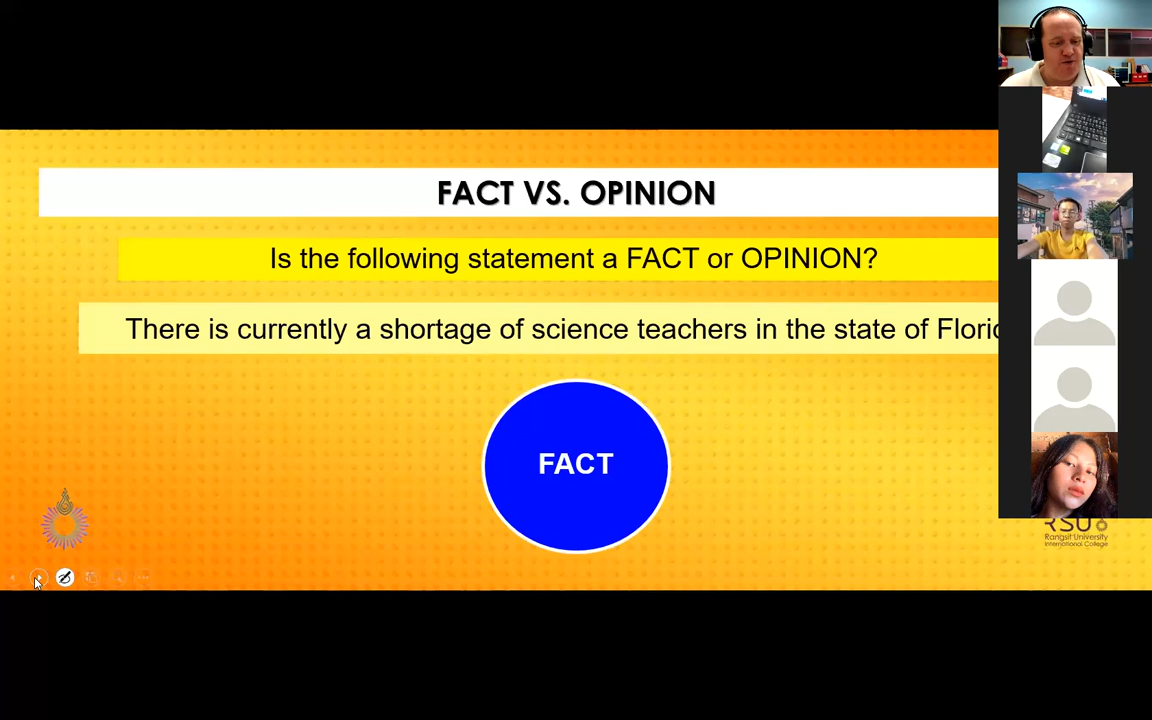 FACT VS. OPINION
Is the following statement a FACT or OPINION?
There is currently a shortage of science teachers in the state of
FACT
RSU
Rangsit University
International College